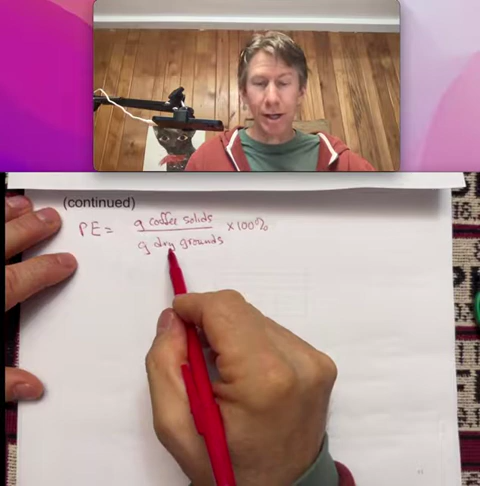 (continued)
PE = g coffee solids / g dry grounds × 100%